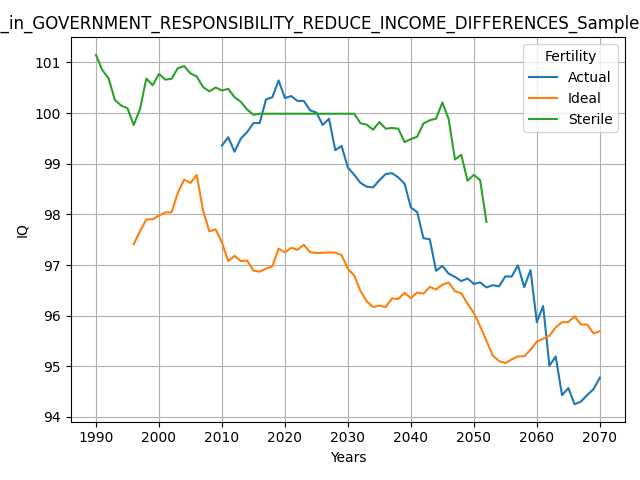 _in_GOVERNMENT_RESPONSIBILITY_REDUCE_INCOME_DIFFERENCES_Sample
101
100
99
98
97
96
95
94
IQ
Fertility
Actual
Ideal
Sterile
1990 2000 2010 2020 2030 2040 2050 2060 2070
Years